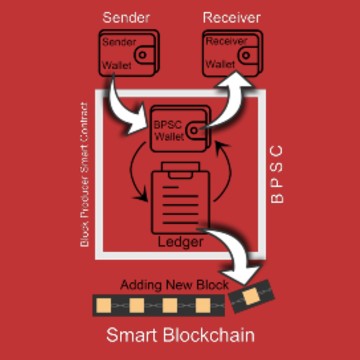 Sender
Receiver
Sender
Wallet
Receiver
Wallet
Block Producer Smart Contract
BPSC
Wallet
BPSC
Ledger
Adding New Block
Smart Blockchain